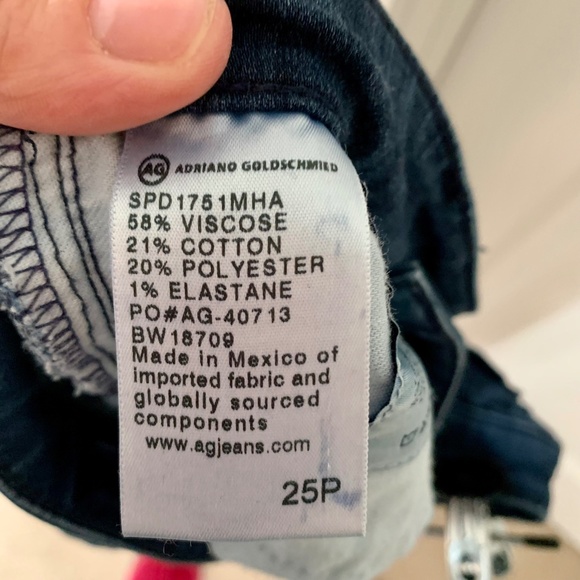 AG ADRIANO GOLDSCHMIED
SPD1751MHA
58% VISCOSE
21% COTTON
20% POLYESTER
1% ELASTANE
PO#AG-40713
BW18709
Made in Mexico of
imported fabric and
globally sourced
components
www.agjeans.com
25P